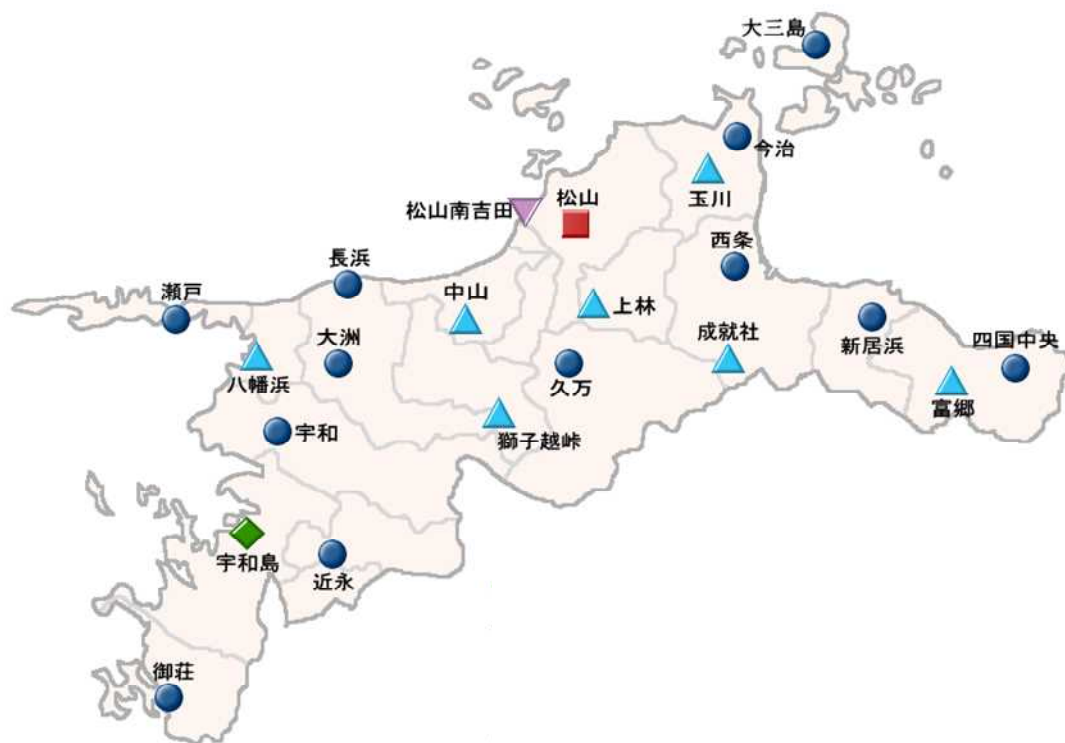 大三島
今治
玉川
松山
松山南吉田
西条
長浜
瀬戸
中山
上林
成就社
新居浜
四国中央
大洲
八幡浜
久万
富郷
宇和
獅子越峠
宇和島
近永
御荘